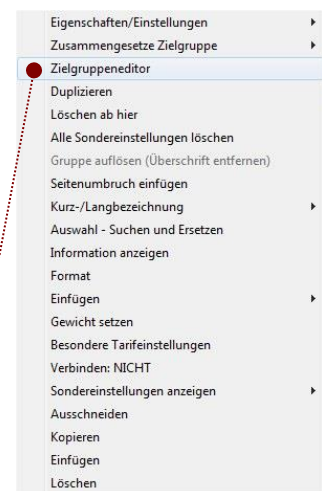 Eigenschaften/Einstellungen
Zusammengesetze Zielgruppe
Zielgruppeneditor
Duplizieren
Löschen ab hier
Alle Sondereinstellungen löschen
Gruppe auflösen (Überschrift entfernen)
Seitenumbruch einfügen
Kurz-/Langbezeichnung
Auswahl - Suchen und Ersetzen
Information anzeigen
Format
Einfügen
Gewicht setzen
Besondere Tarifeinstellungen
Verbinden: NICHT
Sondereinstellungen anzeigen
Ausschneiden
Kopieren
Einfügen
Löschen